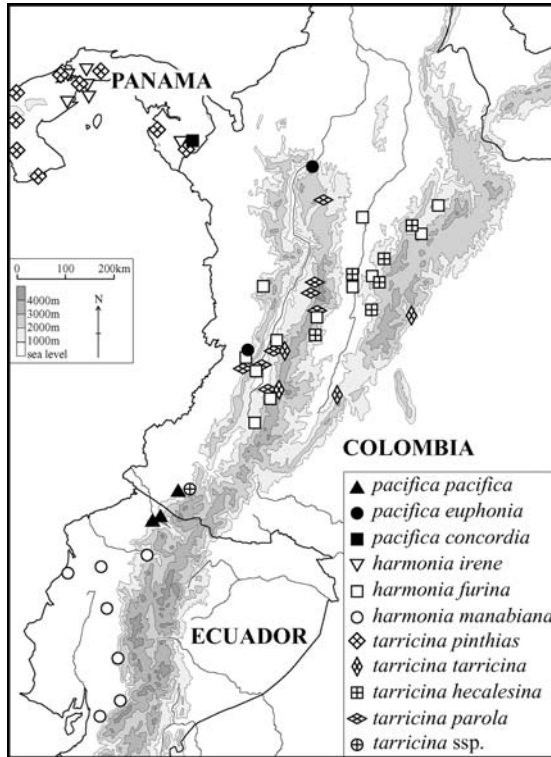 PANAMA
0 100 200km
4000m
3000m
2000m
1000m
sea level
N
COLOMBIA
ECUADOR
pacifica pacifica
pacifica euphonia
pacifica concordia
harmonia irene
harmonia furina
harmonia manabiana
tarricina pinthias
tarricina tarricina
tarricina hecalesina
tarricina parola
tarricina ssp.